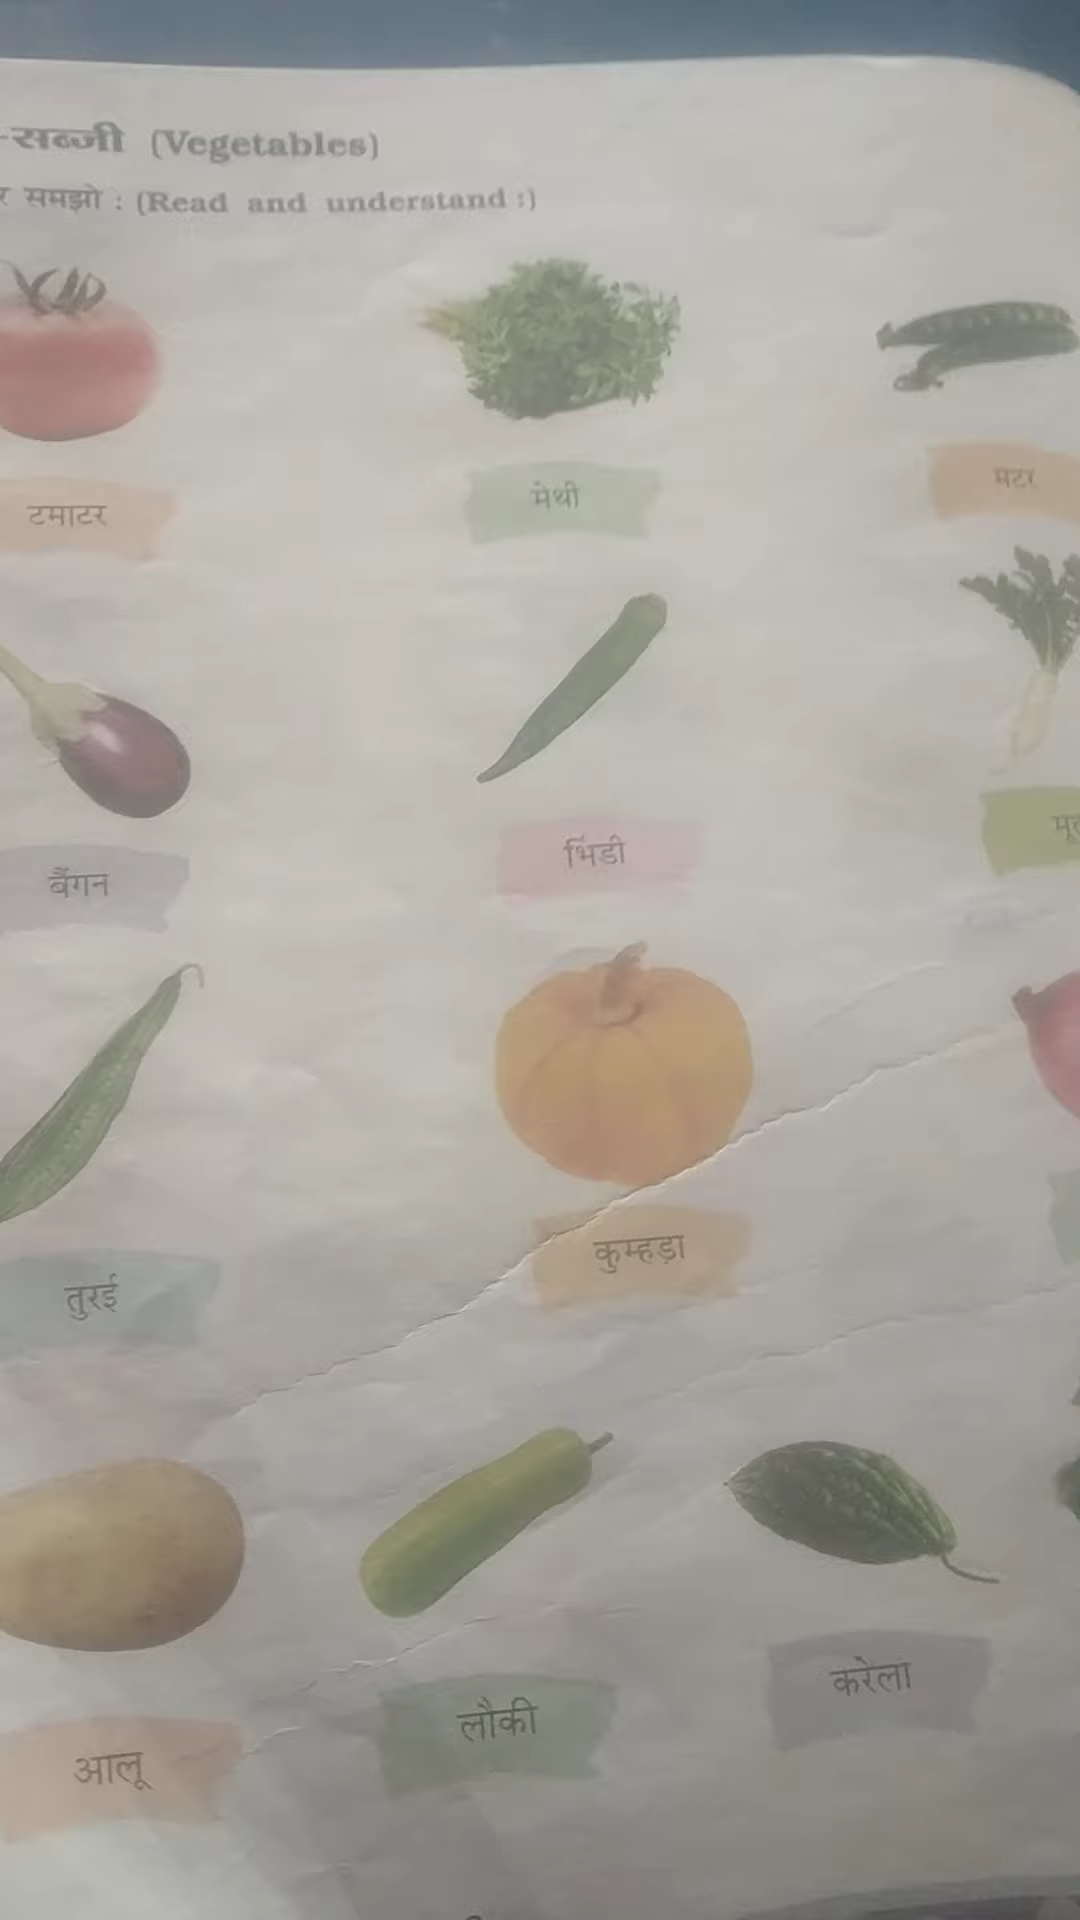 -सब्जी (Vegetables)
समझो : (Read and understand :)
टमाटर मेथी मटर
बैंगन भिंडी
तुरई कुम्हड़ा
आलू लौकी करेला